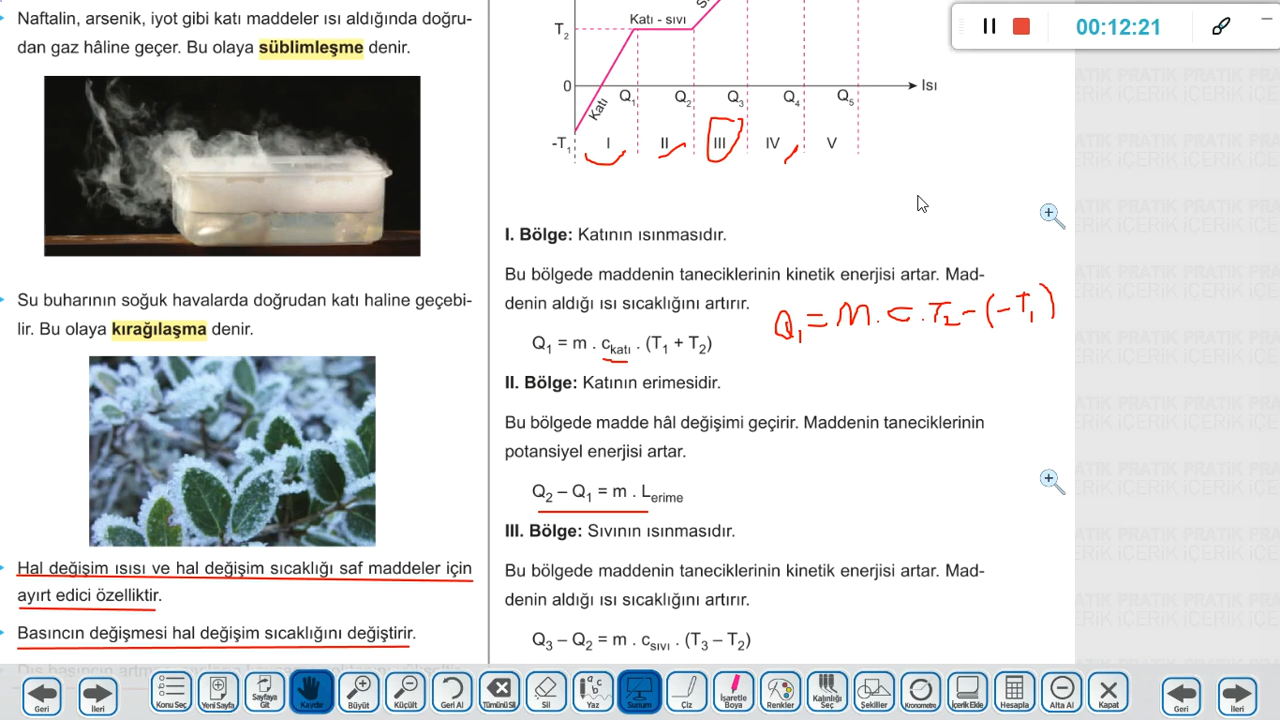 Naftalin, arsenik, iyot gibi katı maddeler ısı aldığında doğru-
dan gaz hâline geçer. Bu olaya süblimleşme denir.
Su buharının soğuk havalarda doğrudan katı haline geçebi-
lir. Bu olaya kırağılaşma denir.
Hal değişim ısısı ve hal değişim sıcaklığı saf maddeler için
ayırt edici özelliktir.
Basıncın değişmesi hal değişim sıcaklığını değiştirir.
Katı - sıvı
T2
0
Katı
Q1 Q2 Q3 Q4 Q5
Isı
-T1
I II III IV V
I. Bölge: Katının ısınmasıdır.
Bu bölgede maddenin taneciklerinin kinetik enerjisi artar. Mad-
denin aldığı ısı sıcaklığını artırır.
Q1 = m.c.T2-(-T1)
Q1 = m . ckatı . (T1 + T2)
II. Bölge: Katının erimesidir.
Bu bölgede madde hâl değişimi geçirir. Maddenin taneciklerinin
potansiyel enerjisi artar.
Q2 – Q1 = m . Lerime
III. Bölge: Sıvının ısınmasıdır.
Bu bölgede maddenin taneciklerinin kinetik enerjisi artar. Mad-
denin aldığı ısı sıcaklığını artırır.
Q3 – Q2 = m . csıvı . (T3 – T2)
00:12:21
Geri İleri Konu Seç Yeni Sayfa Sayfaya Git Kaydır Büyüt Küçült Geri Al Tümünü Sil Sil Yaz Sunum Çiz İşaretle Boya Renkler Kalınlığı Seç Şekiller Kronometre İçerik Ekle Hesapla Alta Al Kapat Geri İleri